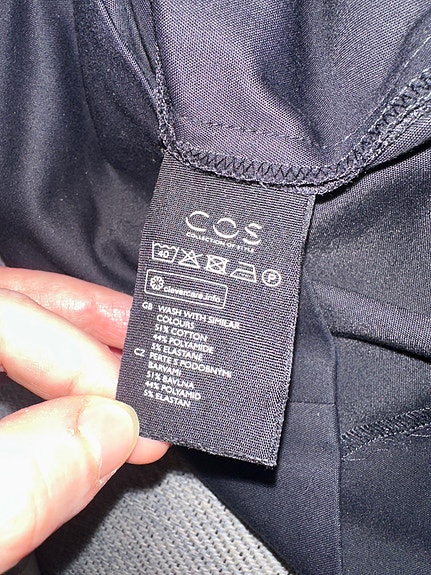 COS
COLLECTION OF STYLE
40 P
clevercare.info
GB WASH WITH SIMILAR
COLOURS
51% COTTON
44% POLYAMIDE
5% ELASTANE
CZ PERTE S PODOBNÝMI
BARVAMI
51% BAVLNA
44% POLYAMID
5% ELASTAN